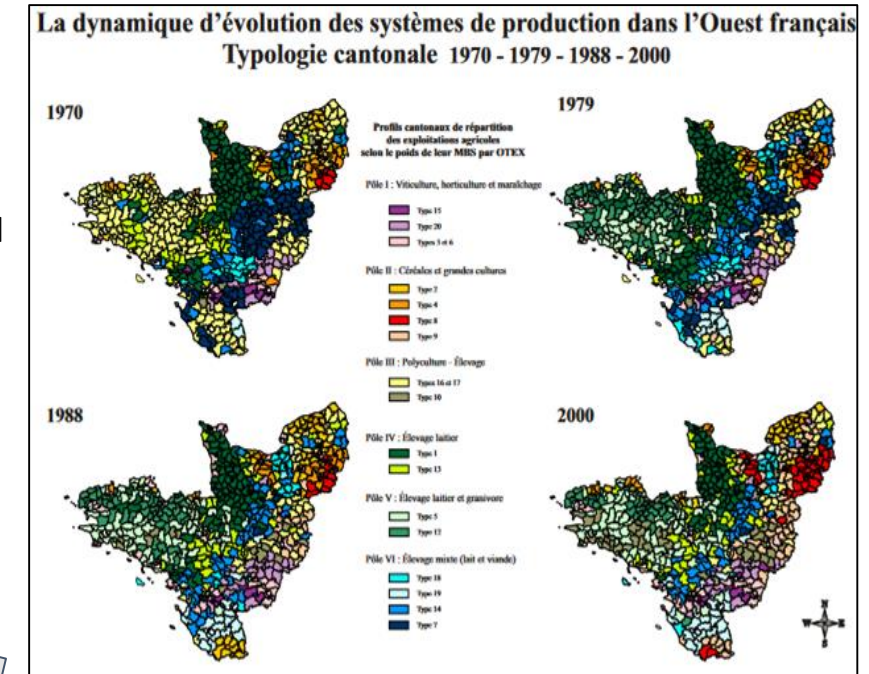 La dynamique d'évolution des systèmes de production dans l'Ouest français
Typologie cantonale 1970 - 1979 - 1988 - 2000
1970
1979
Profils cantonaux de répartition
des exploitations agricoles
selon le poids de leur MBS par OTEX
Pôle I : Viticulture, horticulture et maraîchage
Type 15
Type 20
Types 3 et 6
Pôle II : Céréales et grandes cultures
Type 2
Type 4
Type 8
Type 9
Pôle III : Polyculture - Élevage
Types 16 et 17
Type 10
1988
2000
Pôle IV : Élevage laitier
Type 1
Type 13
Pôle V : Élevage laitier et granivore
Type 5
Type 12
Pôle VI : Élevage mixte (lait et viande)
Type 18
Type 19
Type 14
Type 7
N
W
E
S